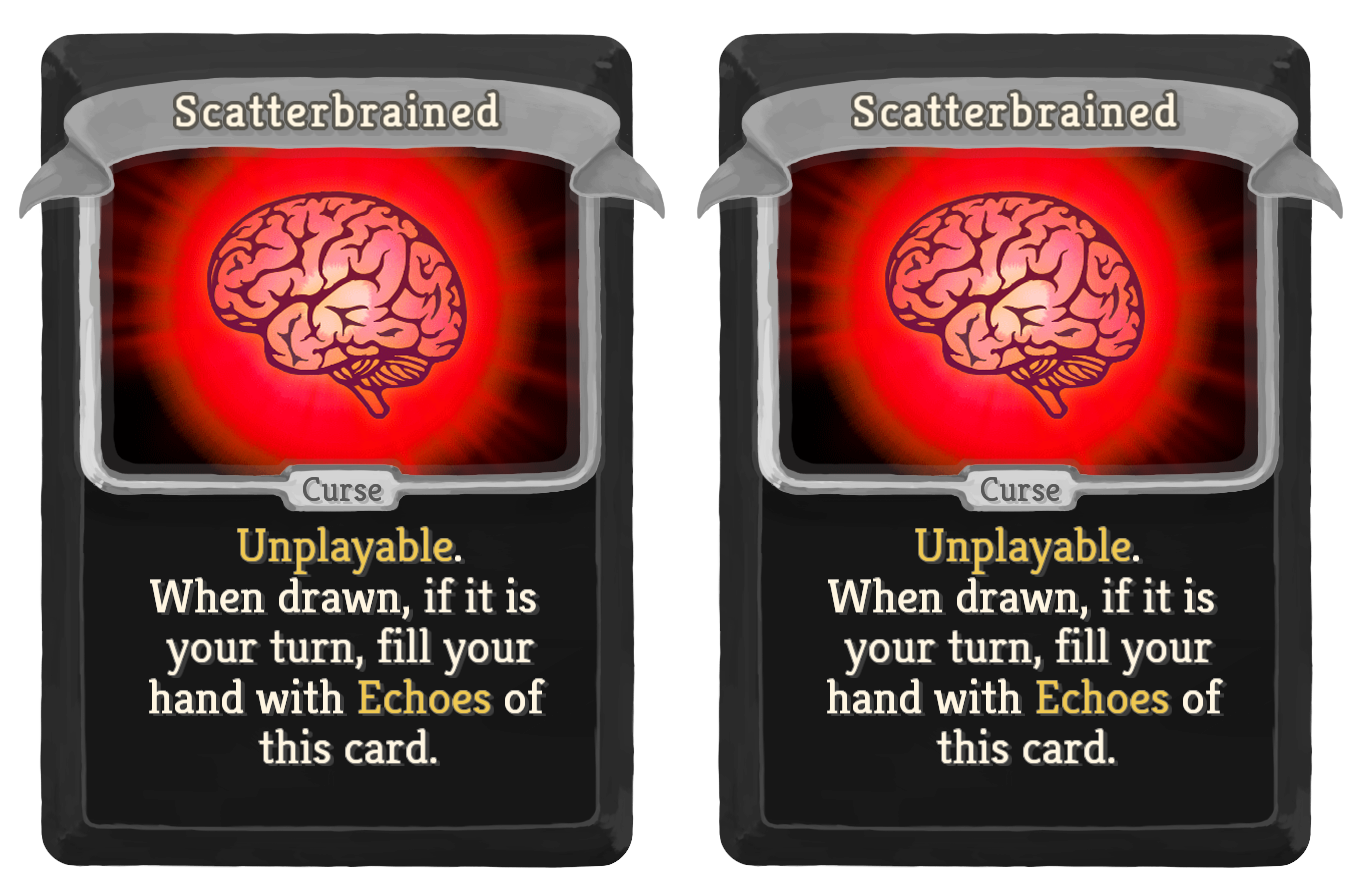 Scatterbrained
Curse
Unplayable.
When drawn, if it is
your turn, fill your
hand with Echoes of
this card.
Scatterbrained
Curse
Unplayable.
When drawn, if it is
your turn, fill your
hand with Echoes of
this card.